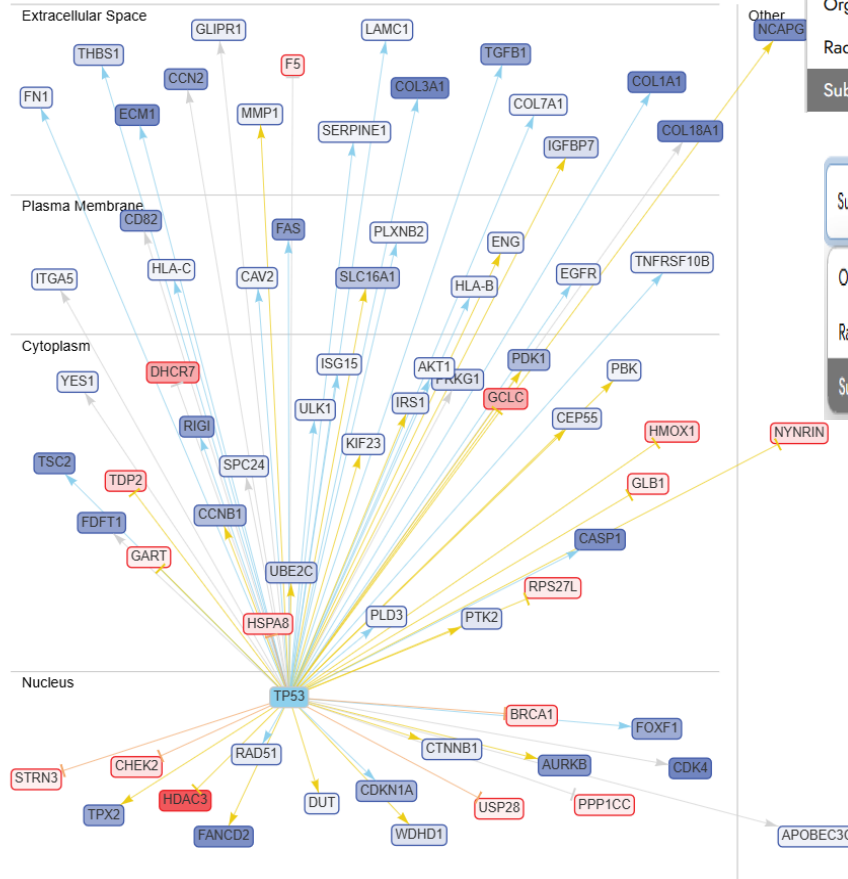 Extracellular Space
Other
Org
GLIPR1
LAMC1
NCAPG
THBS1
TGFB1
Rad
F5
CCN2
COL3A1
COL1A1
Sub
FN1
COL7A1
ECM1
MMP1
SERPINE1
COL18A1
IGFBP7
Su
Plasma Membrane
CD82
FAS
PLXNB2
ENG
TNFRSF10B
HLA-C
ITGA5
CAV2
SLC16A1
HLA-B
EGFR
O
Ra
Cytoplasm
ISG15
PDK1
DHCR7
AKT1
PBK
YES1
PRKG1
Su
GCLC
IRS1
ULK1
CEP55
RIGI
HMOX1
NYNRIN
KIF23
TSC2
SPC24
TDP2
GLB1
CCNB1
FDFT1
CASP1
GART
UBE2C
RPS27L
HSPA8
PLD3
PTK2
Nucleus
TP53
BRCA1
FOXF1
RAD51
CTNNB1
CHEK2
AURKB
CDK4
STRN3
CDKN1A
HDAC3
DUT
USP28
PPP1CC
TPX2
FANCD2
WDHD1
APOBEC3C